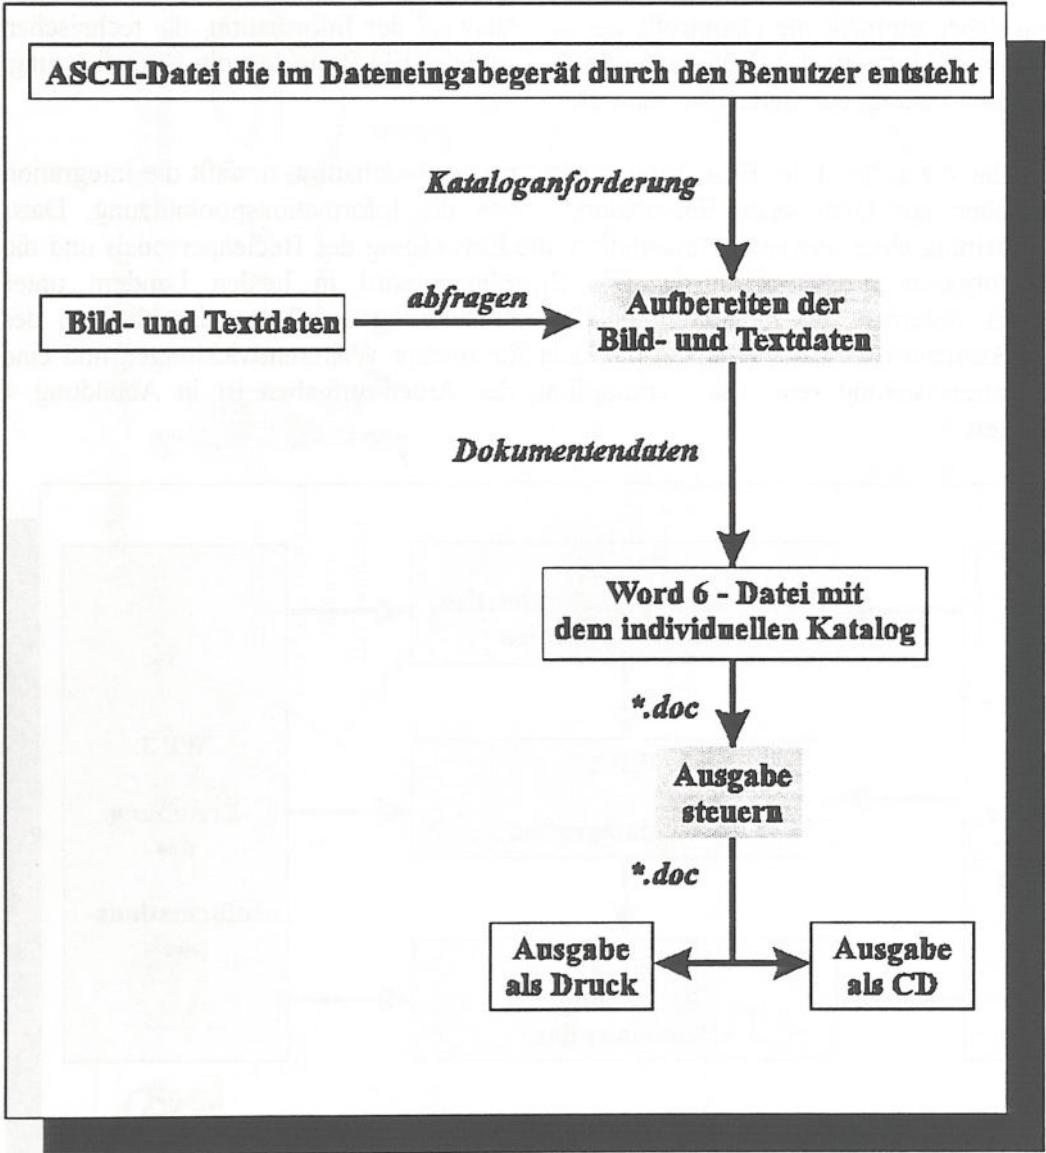 ASCII-Datei die im Dateneingabegerät durch den Benutzer entsteht
Kataloganforderung
Bild- und Textdaten
abfragen
Aufbereiten der
Bild- und Textdaten
Dokumentendaten
Word 6 - Datei mit
dem individuellen Katalog
*.doc
Ausgabe
steuern
*.doc
Ausgabe
als Druck
Ausgabe
als CD